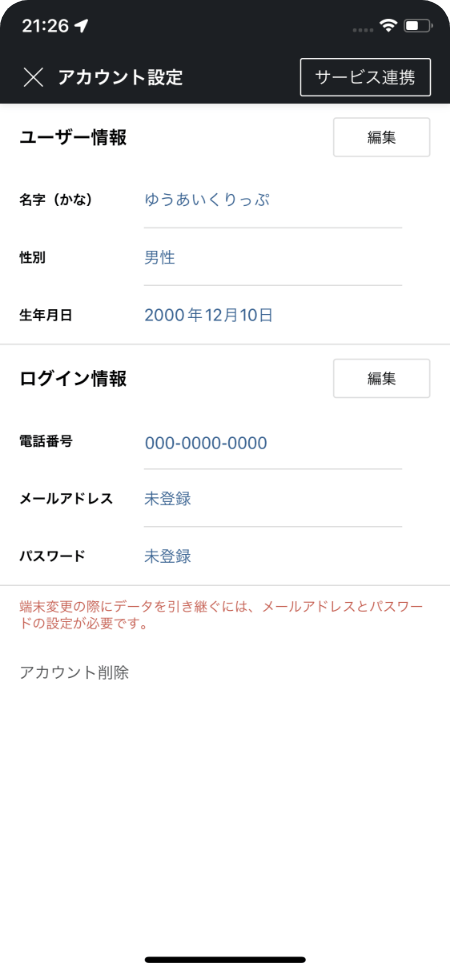 21:26
アカウント設定
サービス連携
ユーザー情報
編集
名字（かな）
ゆうあいくりっぷ
性別
男性
生年月日
2000年12月10日
ログイン情報
編集
電話番号
000-0000-0000
メールアドレス
未登録
パスワード
未登録
端末変更の際にデータを引き継ぐには、メールアドレスとパスワー
ドの設定が必要です。
アカウント削除